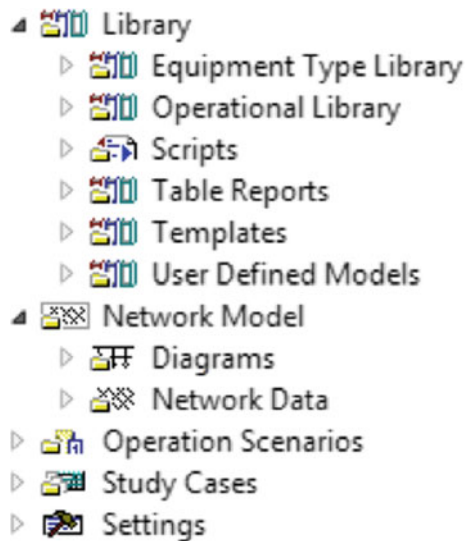 Library
Equipment Type Library
Operational Library
Scripts
Table Reports
Templates
User Defined Models
Network Model
Diagrams
Network Data
Operation Scenarios
Study Cases
Settings